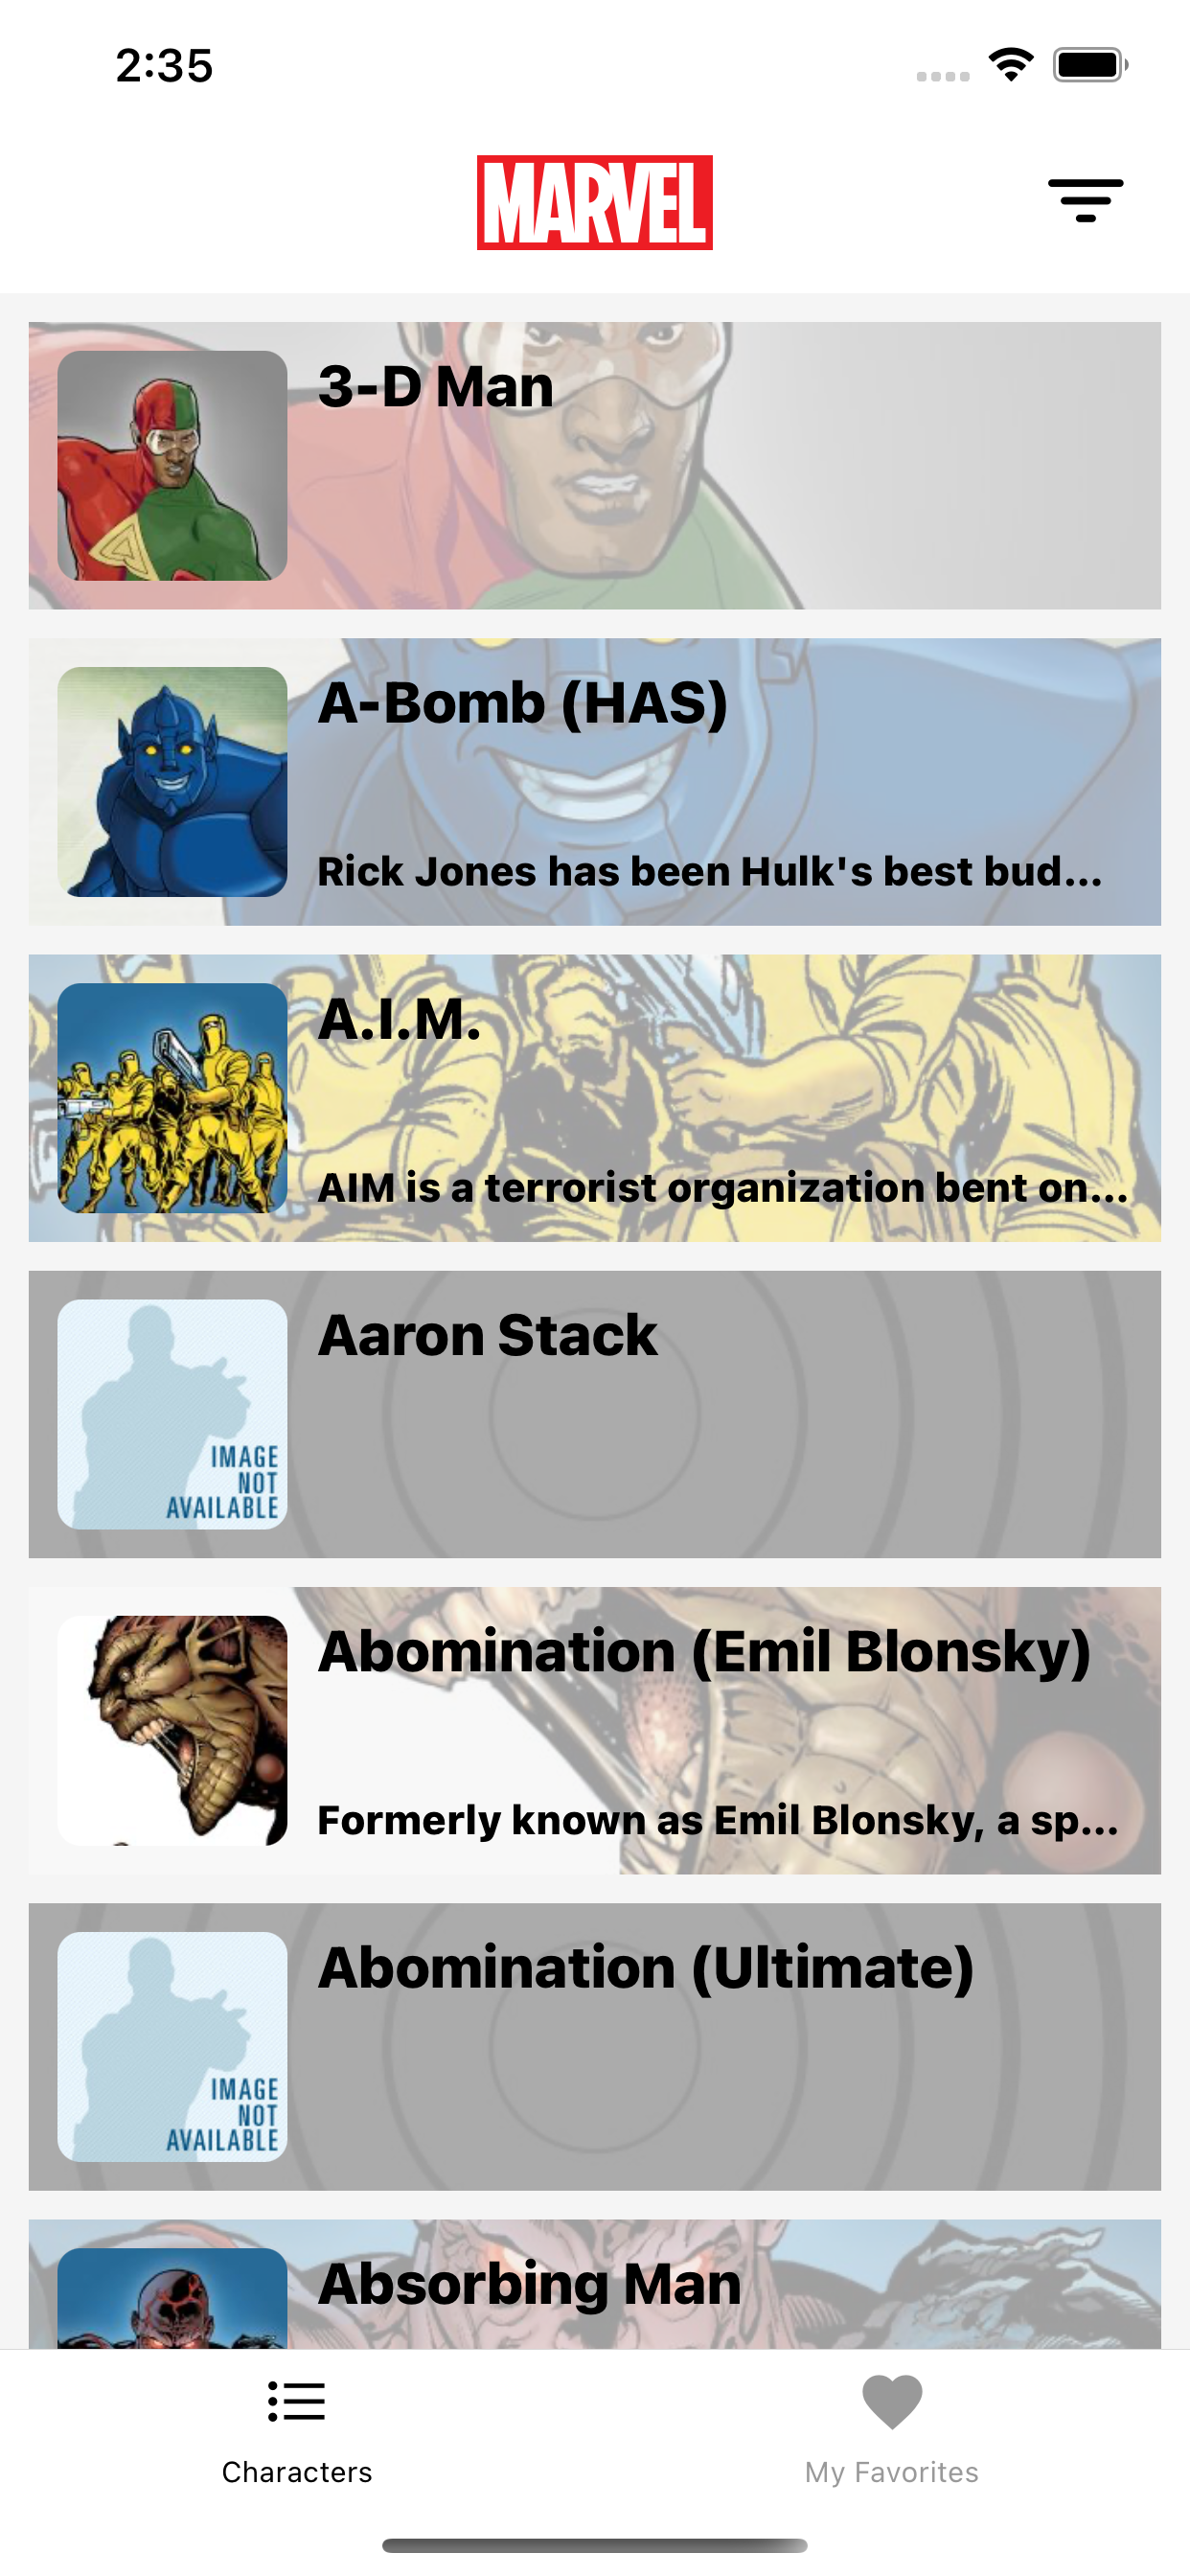 2:35
MARVEL
3-D Man
A-Bomb (HAS)
Rick Jones has been Hulk's best bud...
A.I.M.
AIM is a terrorist organization bent on...
Aaron Stack
IMAGE
NOT
AVAILABLE
Abomination (Emil Blonsky)
Formerly known as Emil Blonsky, a sp...
Abomination (Ultimate)
IMAGE
NOT
AVAILABLE
Absorbing Man
Characters
My Favorites